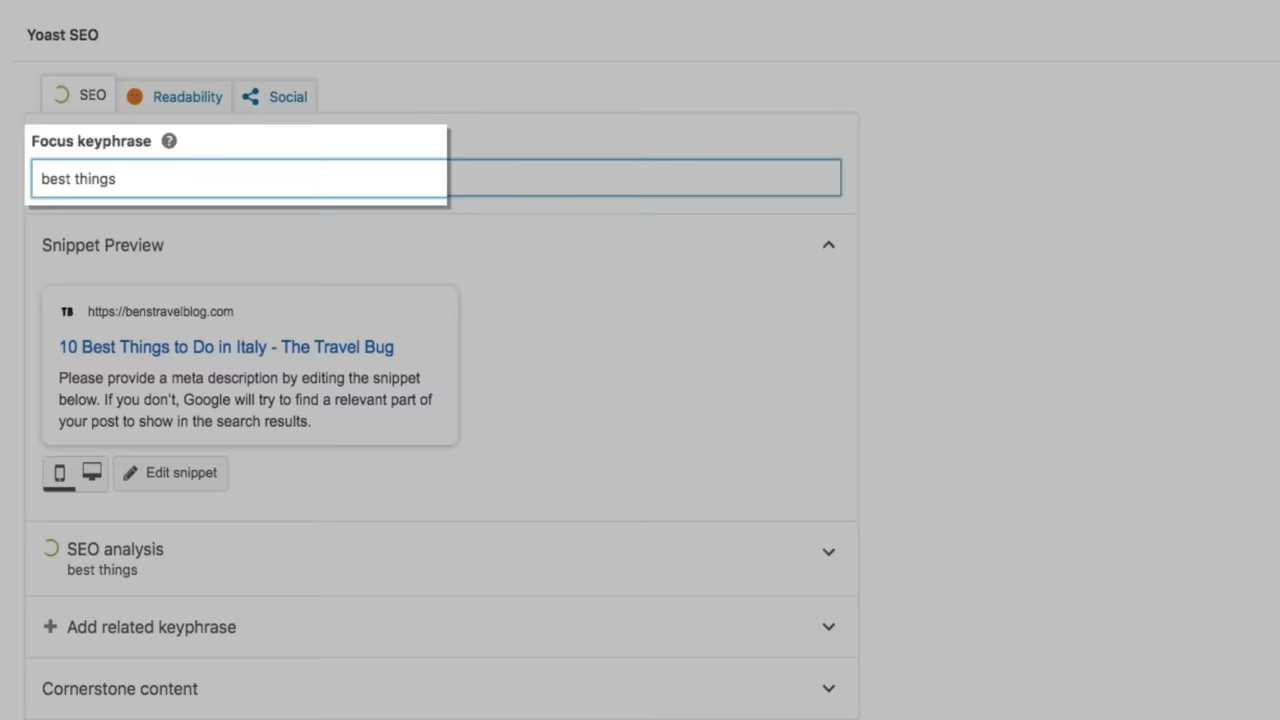 Yoast SEO
SEO
Readability
Social
Focus keyphrase ?
best things
Snippet Preview
TB https://benstravelblog.com
10 Best Things to Do in Italy - The Travel Bug
Please provide a meta description by editing the snippet
below. If you don't, Google will try to find a relevant part of
your post to show in the search results.
Edit snippet
SEO analysis
best things
Add related keyphrase
Cornerstone content